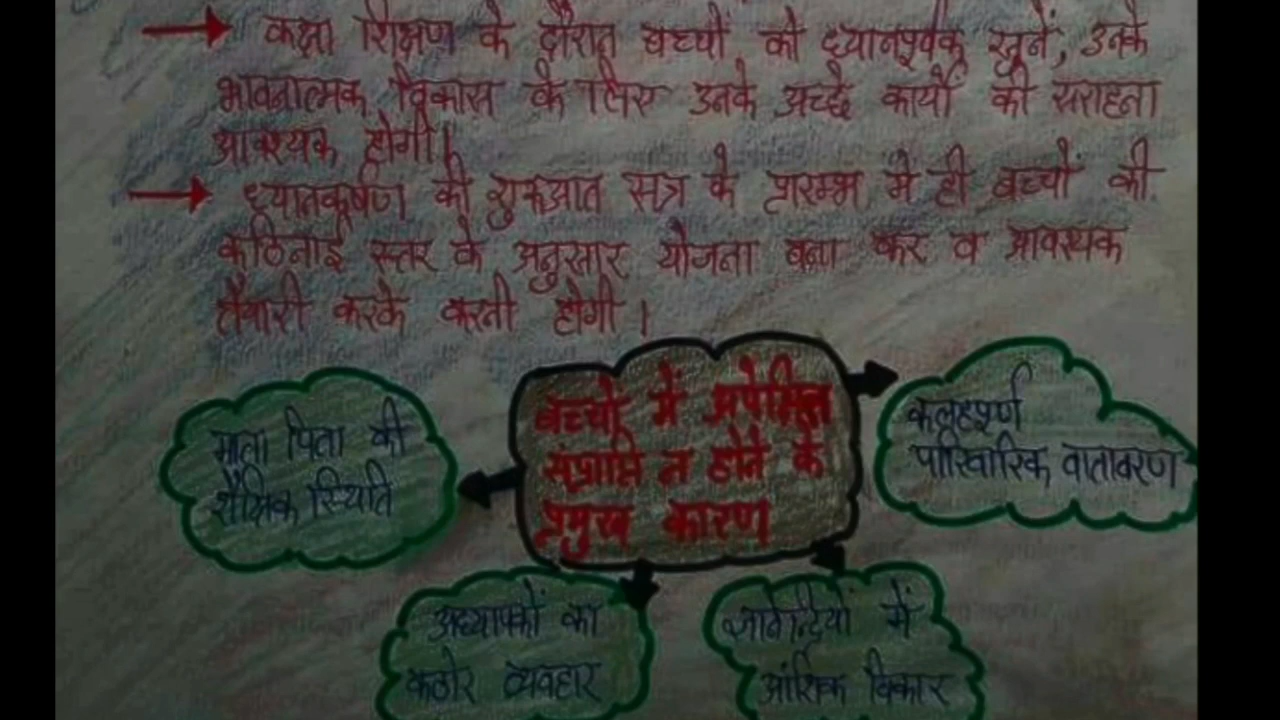 → कक्षा शिक्षण के दौरान बच्चों को ध्यानपूर्वक सुनें, उनके
भावनात्मक विकास के लिए उनके अच्छे कार्यों की सराहना
आवश्यक होगी।
→ ध्यानकर्षण की शुरुआत सत्र के प्रारम्भ में ही बच्चों की
कठिनाई स्तर के अनुसार योजना बना कर व आवश्यक
तैयारी करके करनी होगी।
बच्चों में अपेक्षित
संप्राप्ति न होने के
प्रमुख कारण
माता पिता की
शैक्षिक स्थिति
कलहपूर्ण
पारिवारिक वातावरण
अध्यापकों का
कठोर व्यवहार
ज्ञानेन्द्रियों में
आंशिक विकार